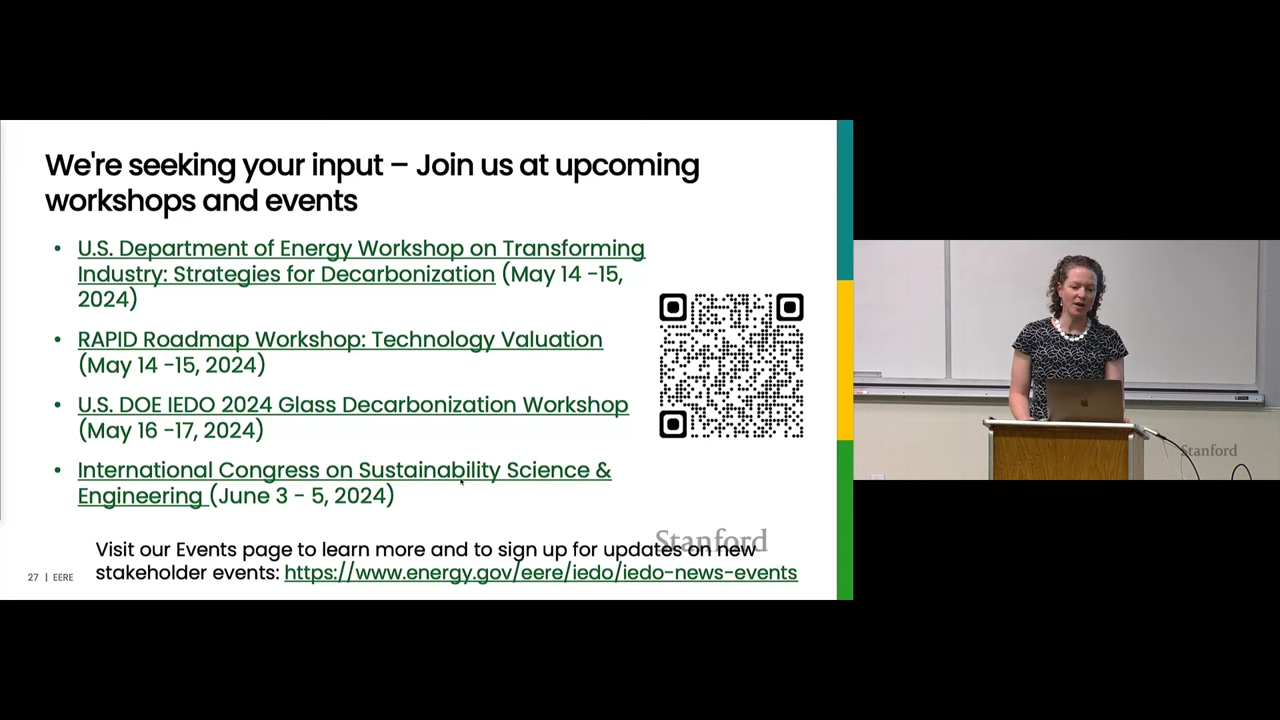 We're seeking your input – Join us at upcoming
workshops and events
• U.S. Department of Energy Workshop on Transforming
Industry: Strategies for Decarbonization (May 14 -15,
2024)
• RAPID Roadmap Workshop: Technology Valuation
(May 14 -15, 2024)
• U.S. DOE IEDO 2024 Glass Decarbonization Workshop
(May 16 -17, 2024)
• International Congress on Sustainability Science &
Engineering (June 3 - 5, 2024)
Stanford
Visit our Events page to learn more and to sign up for updates on new
stakeholder events: https://www.energy.gov/eere/iedo/iedo-news-events
27 | EERE
Stanford